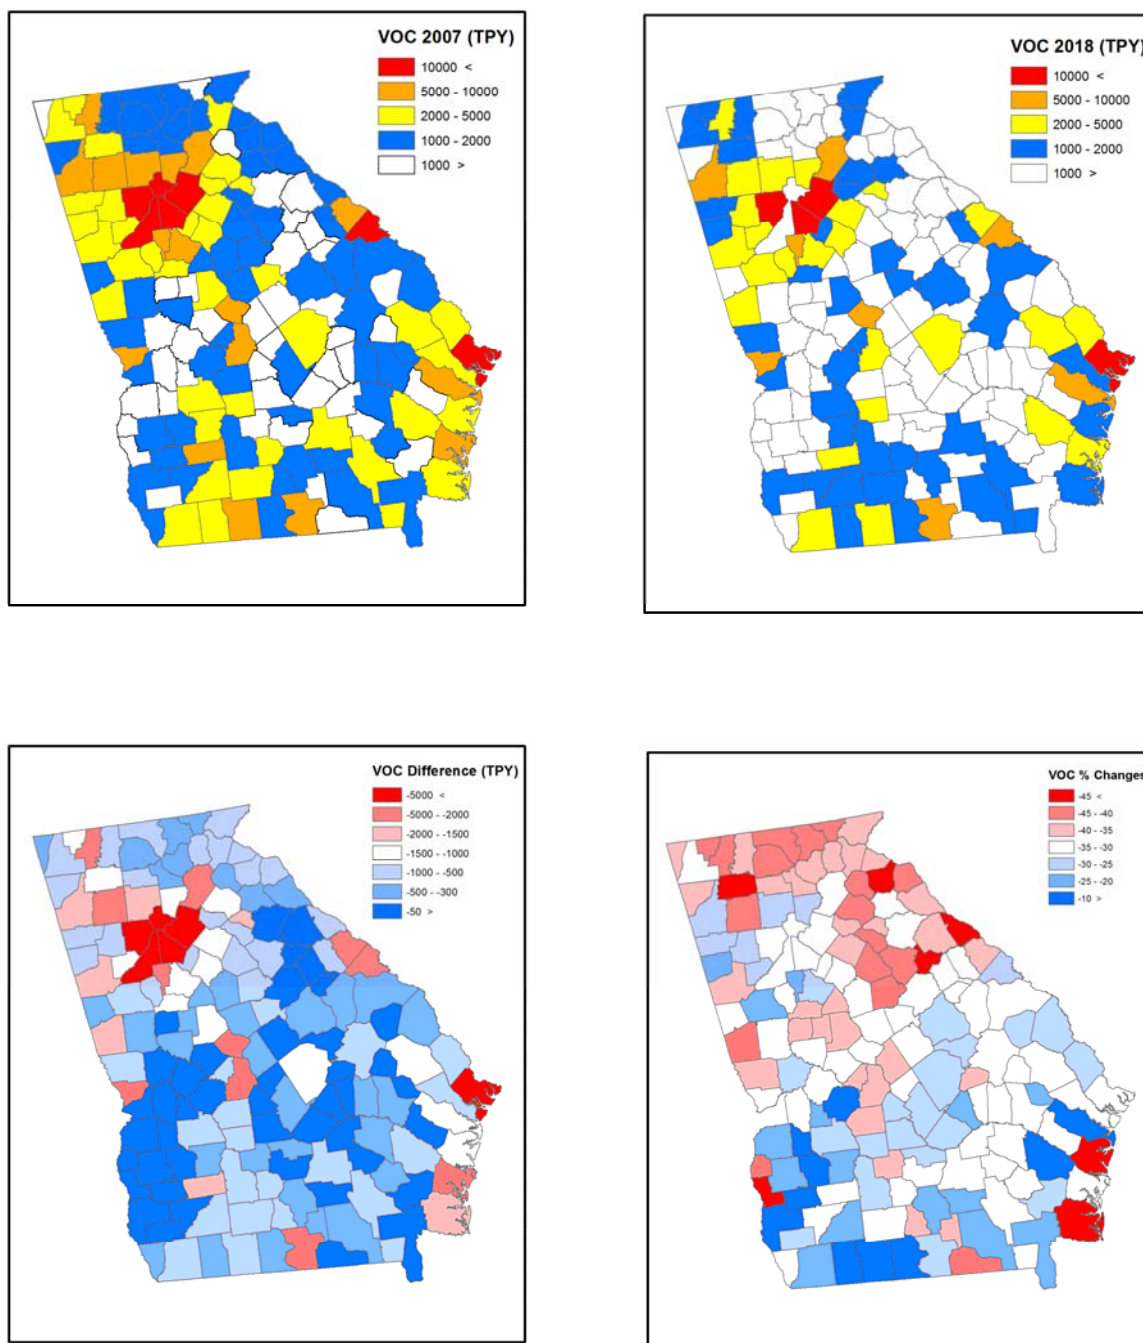 VOC 2007 (TPY)
10000 <
5000 - 10000
2000 - 5000
1000 - 2000
1000 >
VOC 2018 (TPY)
10000 <
5000 - 10000
2000 - 5000
1000 - 2000
1000 >
VOC Difference (TPY)
-5000 <
-5000 - -2000
-2000 - -1500
-1500 - -1000
-1000 - -500
-500 - -300
-50 >
VOC % Changes
-45 <
-45 - -40
-40 - -35
-35 - -30
-30 - -25
-25 - -20
-10 >